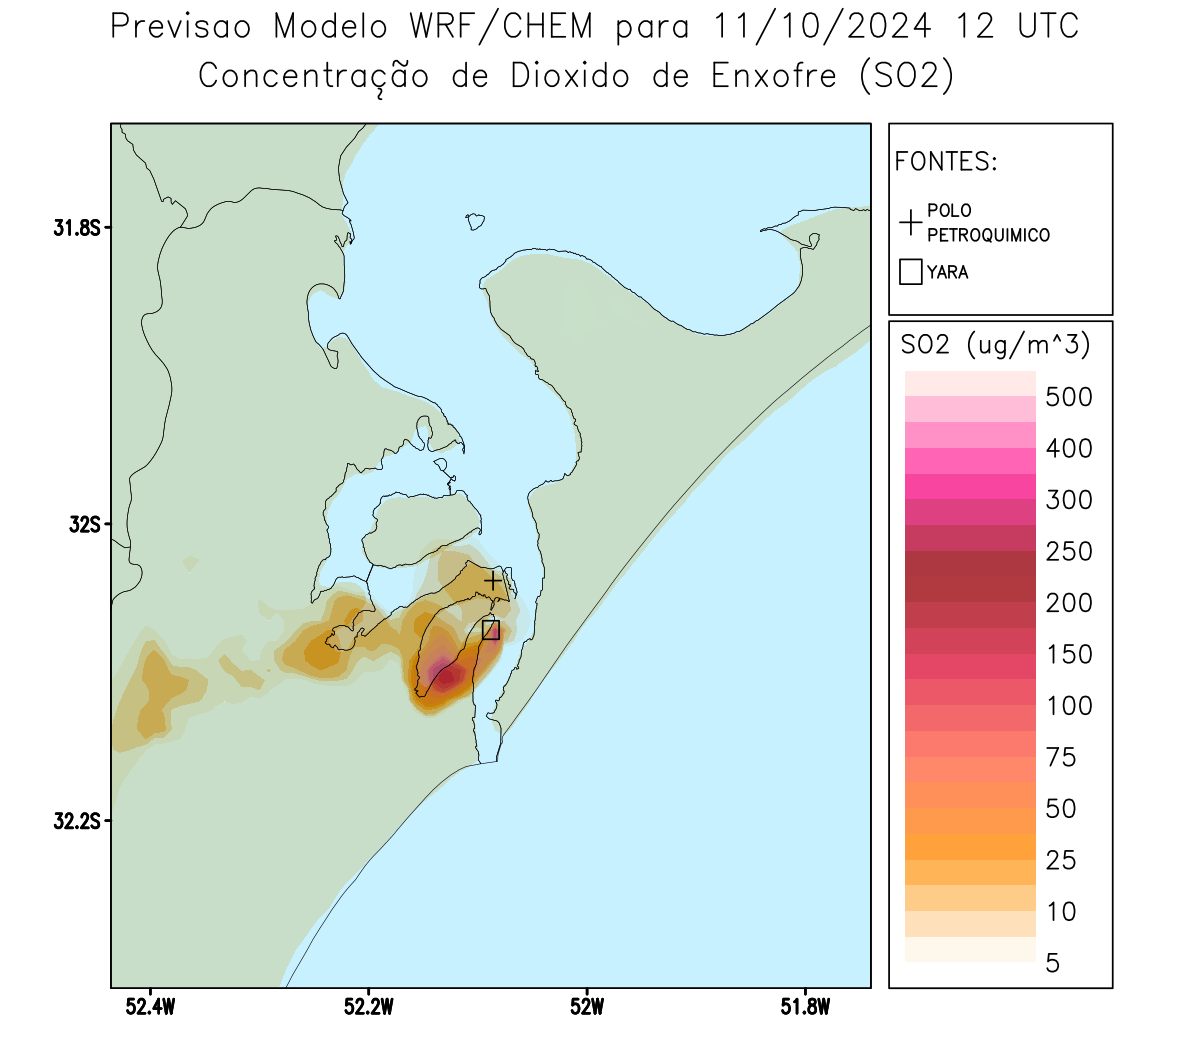 Previsao Modelo WRF/CHEM para 11/10/2024 12 UTC
Concentração de Dioxido de Enxofre (SO2)
FONTES:
POLO
PETROQUIMICO
YARA
31.8S
32S
32.2S
52.4W
52.2W
52W
51.8W
SO2 (ug/m^3)
500
400
300
250
200
150
100
75
50
25
10
5